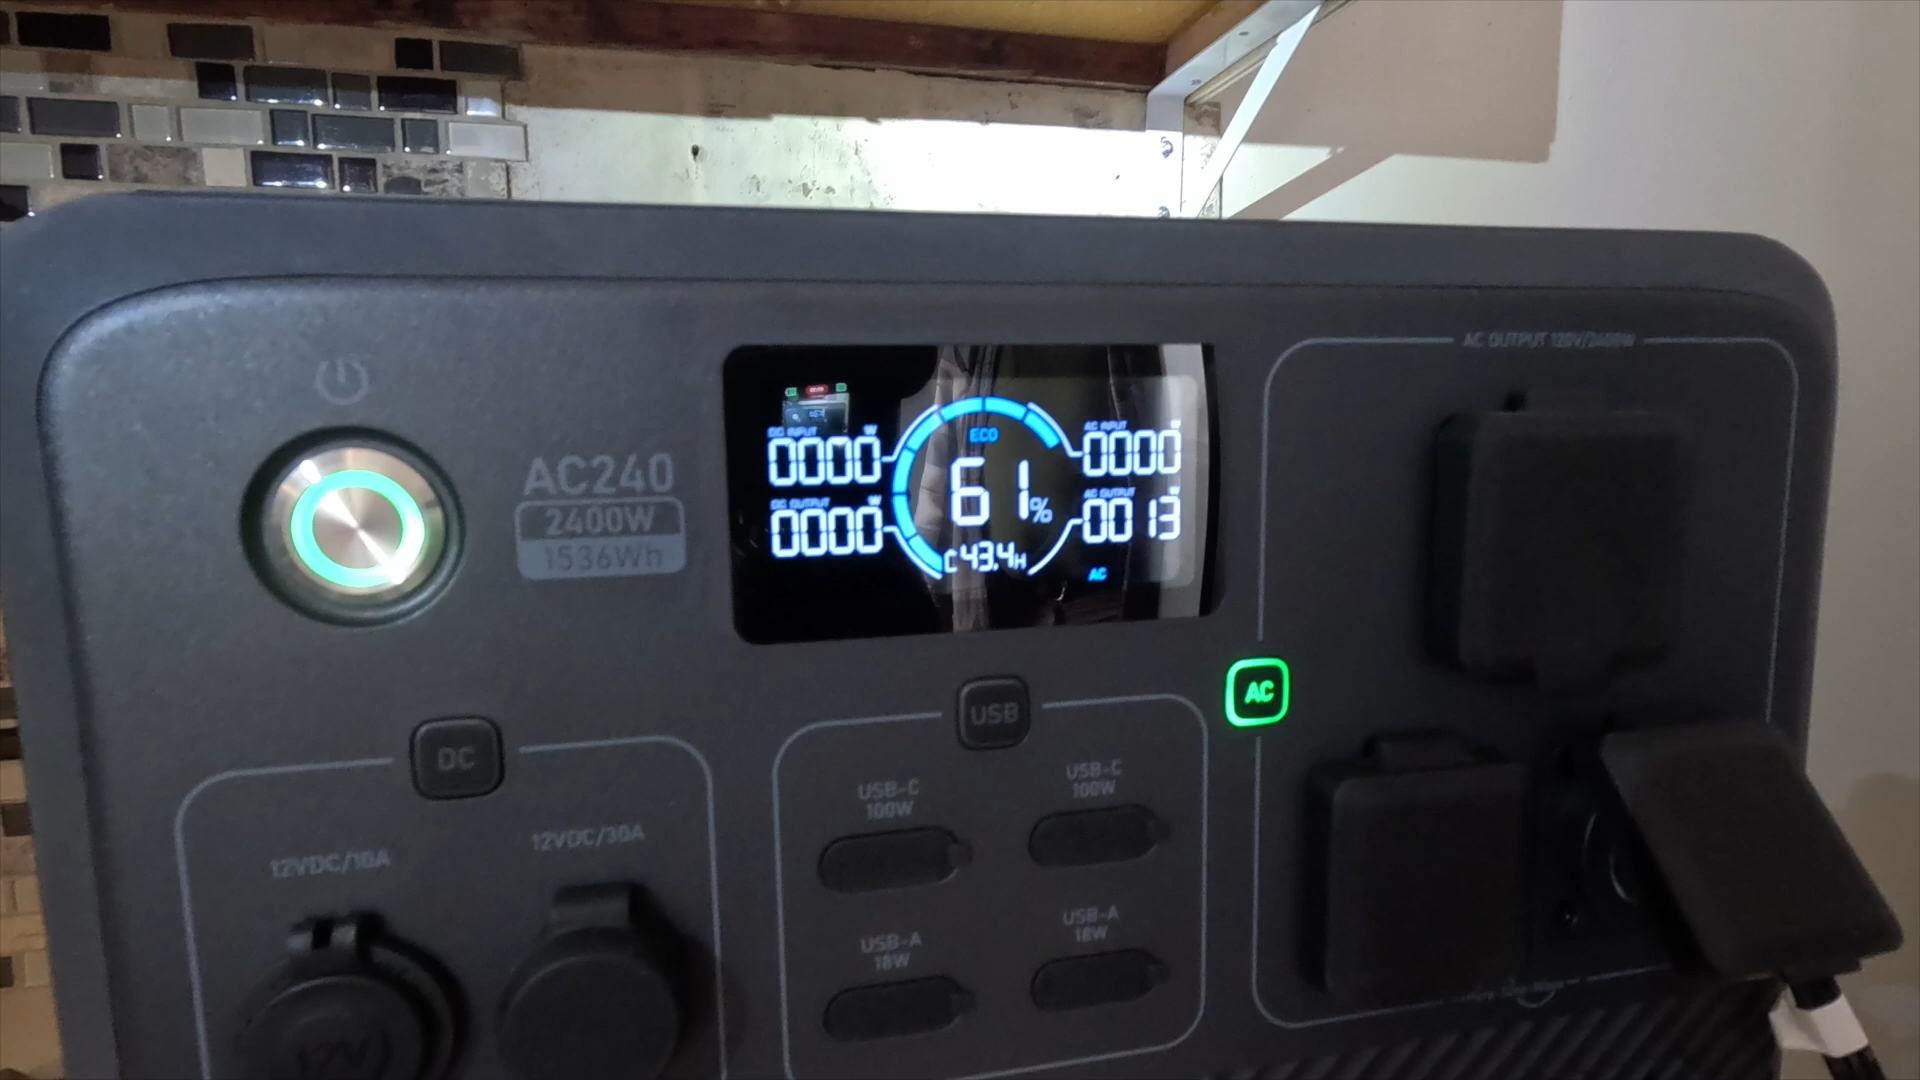 AC OUTPUT 120V/2400W
AC240
2400W
1536Wh
DC INPUT W
0000
DC OUTPUT W
0000
ECO
61%
43.4H
AC INPUT W
0000
AC OUTPUT W
0013
AC
AC
DC
12VDC/10A
12VDC/30A
12V
USB
USB-C
100W
USB-C
100W
USB-A
18W
USB-A
18W